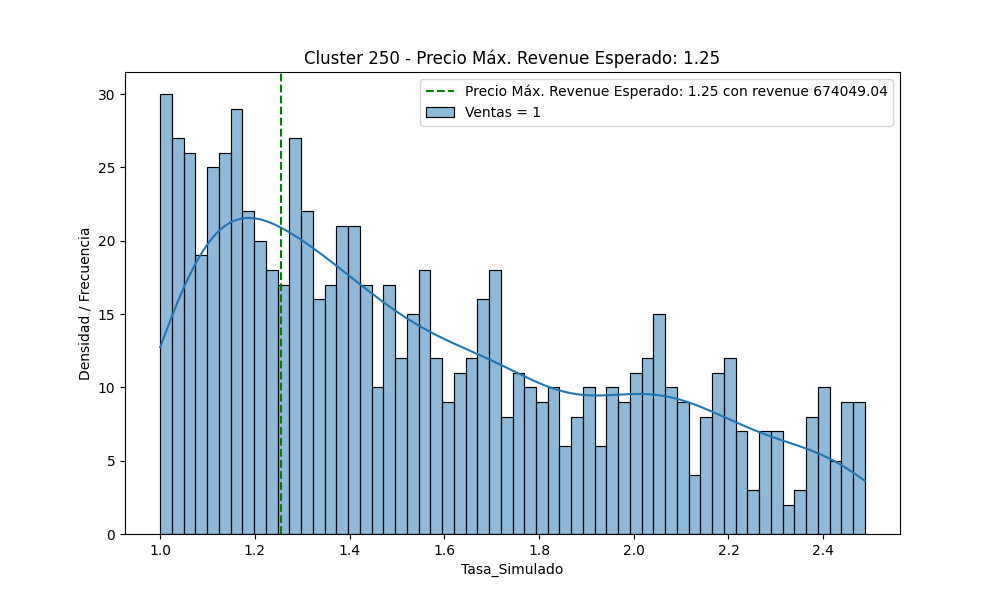 Cluster 250 - Precio Máx. Revenue Esperado: 1.25
Precio Máx. Revenue Esperado: 1.25 con revenue 674049.04
Ventas = 1
Densidad / Frecuencia
30
25
20
15
10
5
0
1.0 1.2 1.4 1.6 1.8 2.0 2.2 2.4
Tasa_Simulado